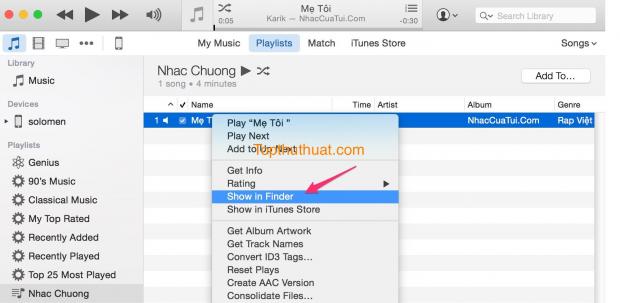 Mẹ Tôi
0:05 Karik — NhacCuaTui.Com -0:30
Search Library
My Music Playlists Match iTunes Store Songs
Library
Music
Devices
solomen
Playlists
Genius
90's Music
Classical Music
My Top Rated
Recently Added
Recently Played
Top 25 Most Played
Nhac Chuong
Nhac Chuong
1 song • 4 minutes
Add To...
Name Time Artist Album Genre
1 Mẹ T NhacCuaTui.Com Rap Việt
Play “Mẹ Tôi ”
Play Next
Add to Up Next
Topthuthuat.com
Get Info
Rating
Show in Finder
Show in iTunes Store
Get Album Artwork
Get Track Names
Convert ID3 Tags...
Reset Plays
Create AAC Version
Consolidate Files...